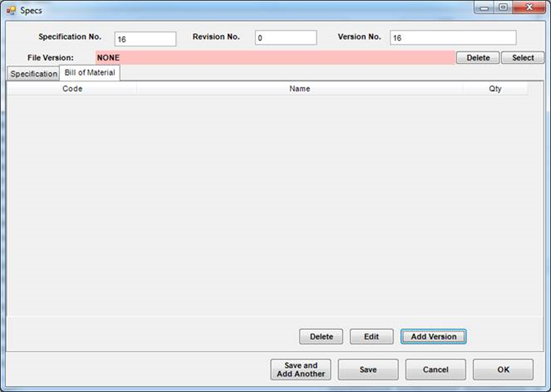 Specs
Specification No. 16 Revision No. 0 Version No. 16
File Version: NONE Delete Select
Specification Bill of Material
Code Name Qty
Delete Edit Add Version
Save and
Add Another Save Cancel OK